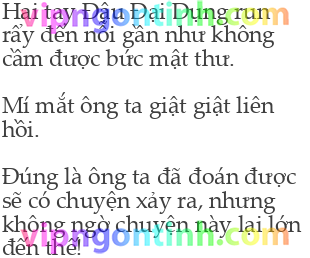 Hai tay Đậu Đại Dung run
rẩy đến nỗi gần như không
cầm được bức mật thư.
Mí mắt ông ta giật giật liên
hồi.
Đúng là ông ta đã đoán được
sẽ có chuyện xảy ra, nhưng
không ngờ chuyện này lại lớn
đến thế!
vipngontinh.com
vipngontinh.com